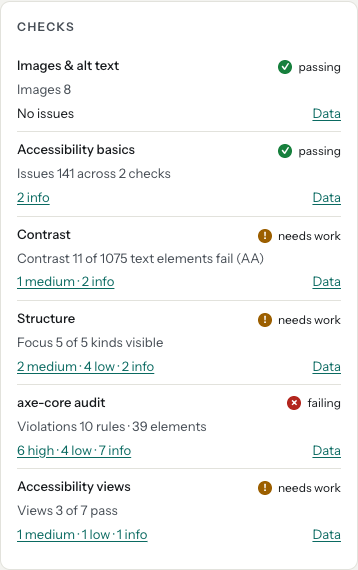 CHECKS
Images & alt text
passing
Images 8
No issues
Data
Accessibility basics
passing
Issues 141 across 2 checks
2 info
Data
Contrast
needs work
Contrast 11 of 1075 text elements fail (AA)
1 medium · 2 info
Data
Structure
needs work
Focus 5 of 5 kinds visible
2 medium · 4 low · 2 info
Data
axe-core audit
failing
Violations 10 rules · 39 elements
6 high · 4 low · 7 info
Data
Accessibility views
needs work
Views 3 of 7 pass
1 medium · 1 low · 1 info
Data